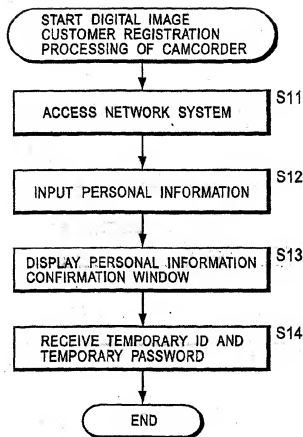 START DIGITAL IMAGE
CUSTOMER REGISTRATION
PROCESSING OF CAMCORDER
S11
ACCESS NETWORK SYSTEM
S12
INPUT PERSONAL INFORMATION
S13
DISPLAY PERSONAL INFORMATION
CONFIRMATION WINDOW
S14
RECEIVE TEMPORARY ID AND
TEMPORARY PASSWORD
END